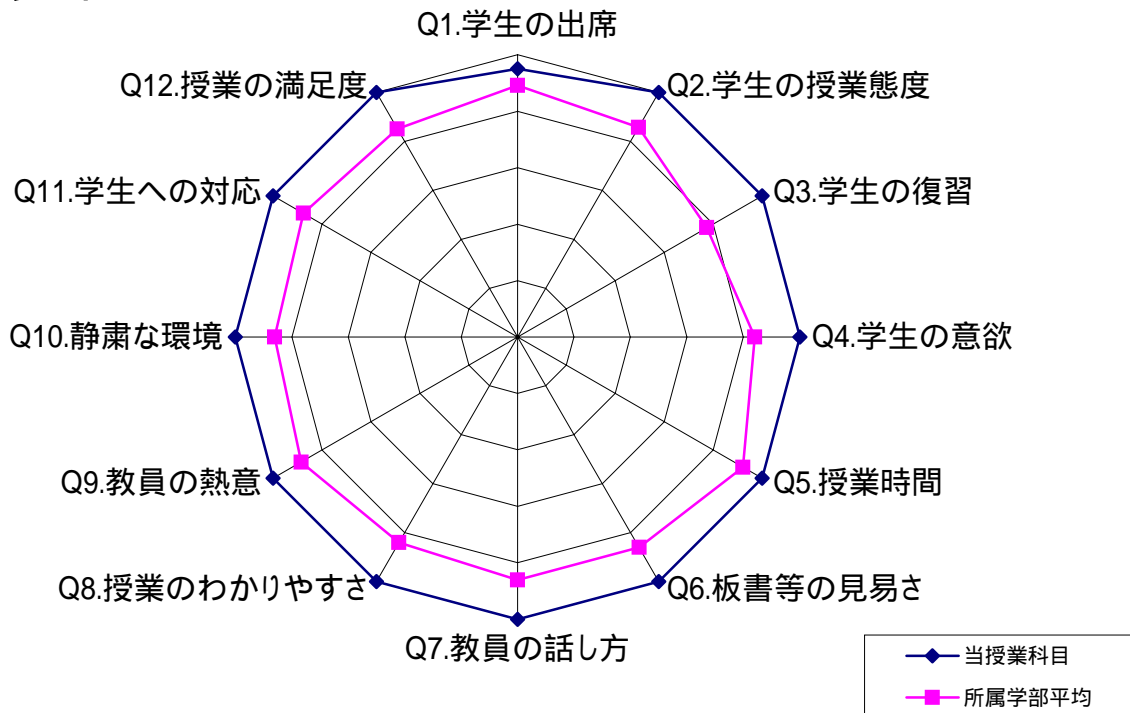 Q1.学生の出席
Q12.授業の満足度
Q2.学生の授業態度
Q11.学生への対応
Q3.学生の復習
Q10.静粛な環境
Q4.学生の意欲
Q9.教員の熱意
Q5.授業時間
Q8.授業のわかりやすさ
Q6.板書等の見易さ
Q7.教員の話し方
当授業科目
所属学部平均